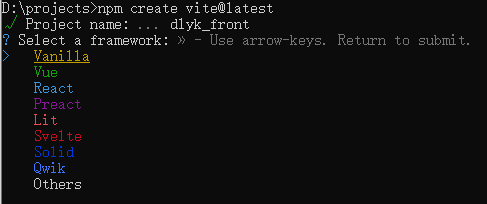 D:\projects>npm create vite@latest
√ Project name: ... dlyk_front
? Select a framework: » - Use arrow-keys. Return to submit.
> Vanilla
Vue
React
Preact
Lit
Svelte
Solid
Qwik
Others